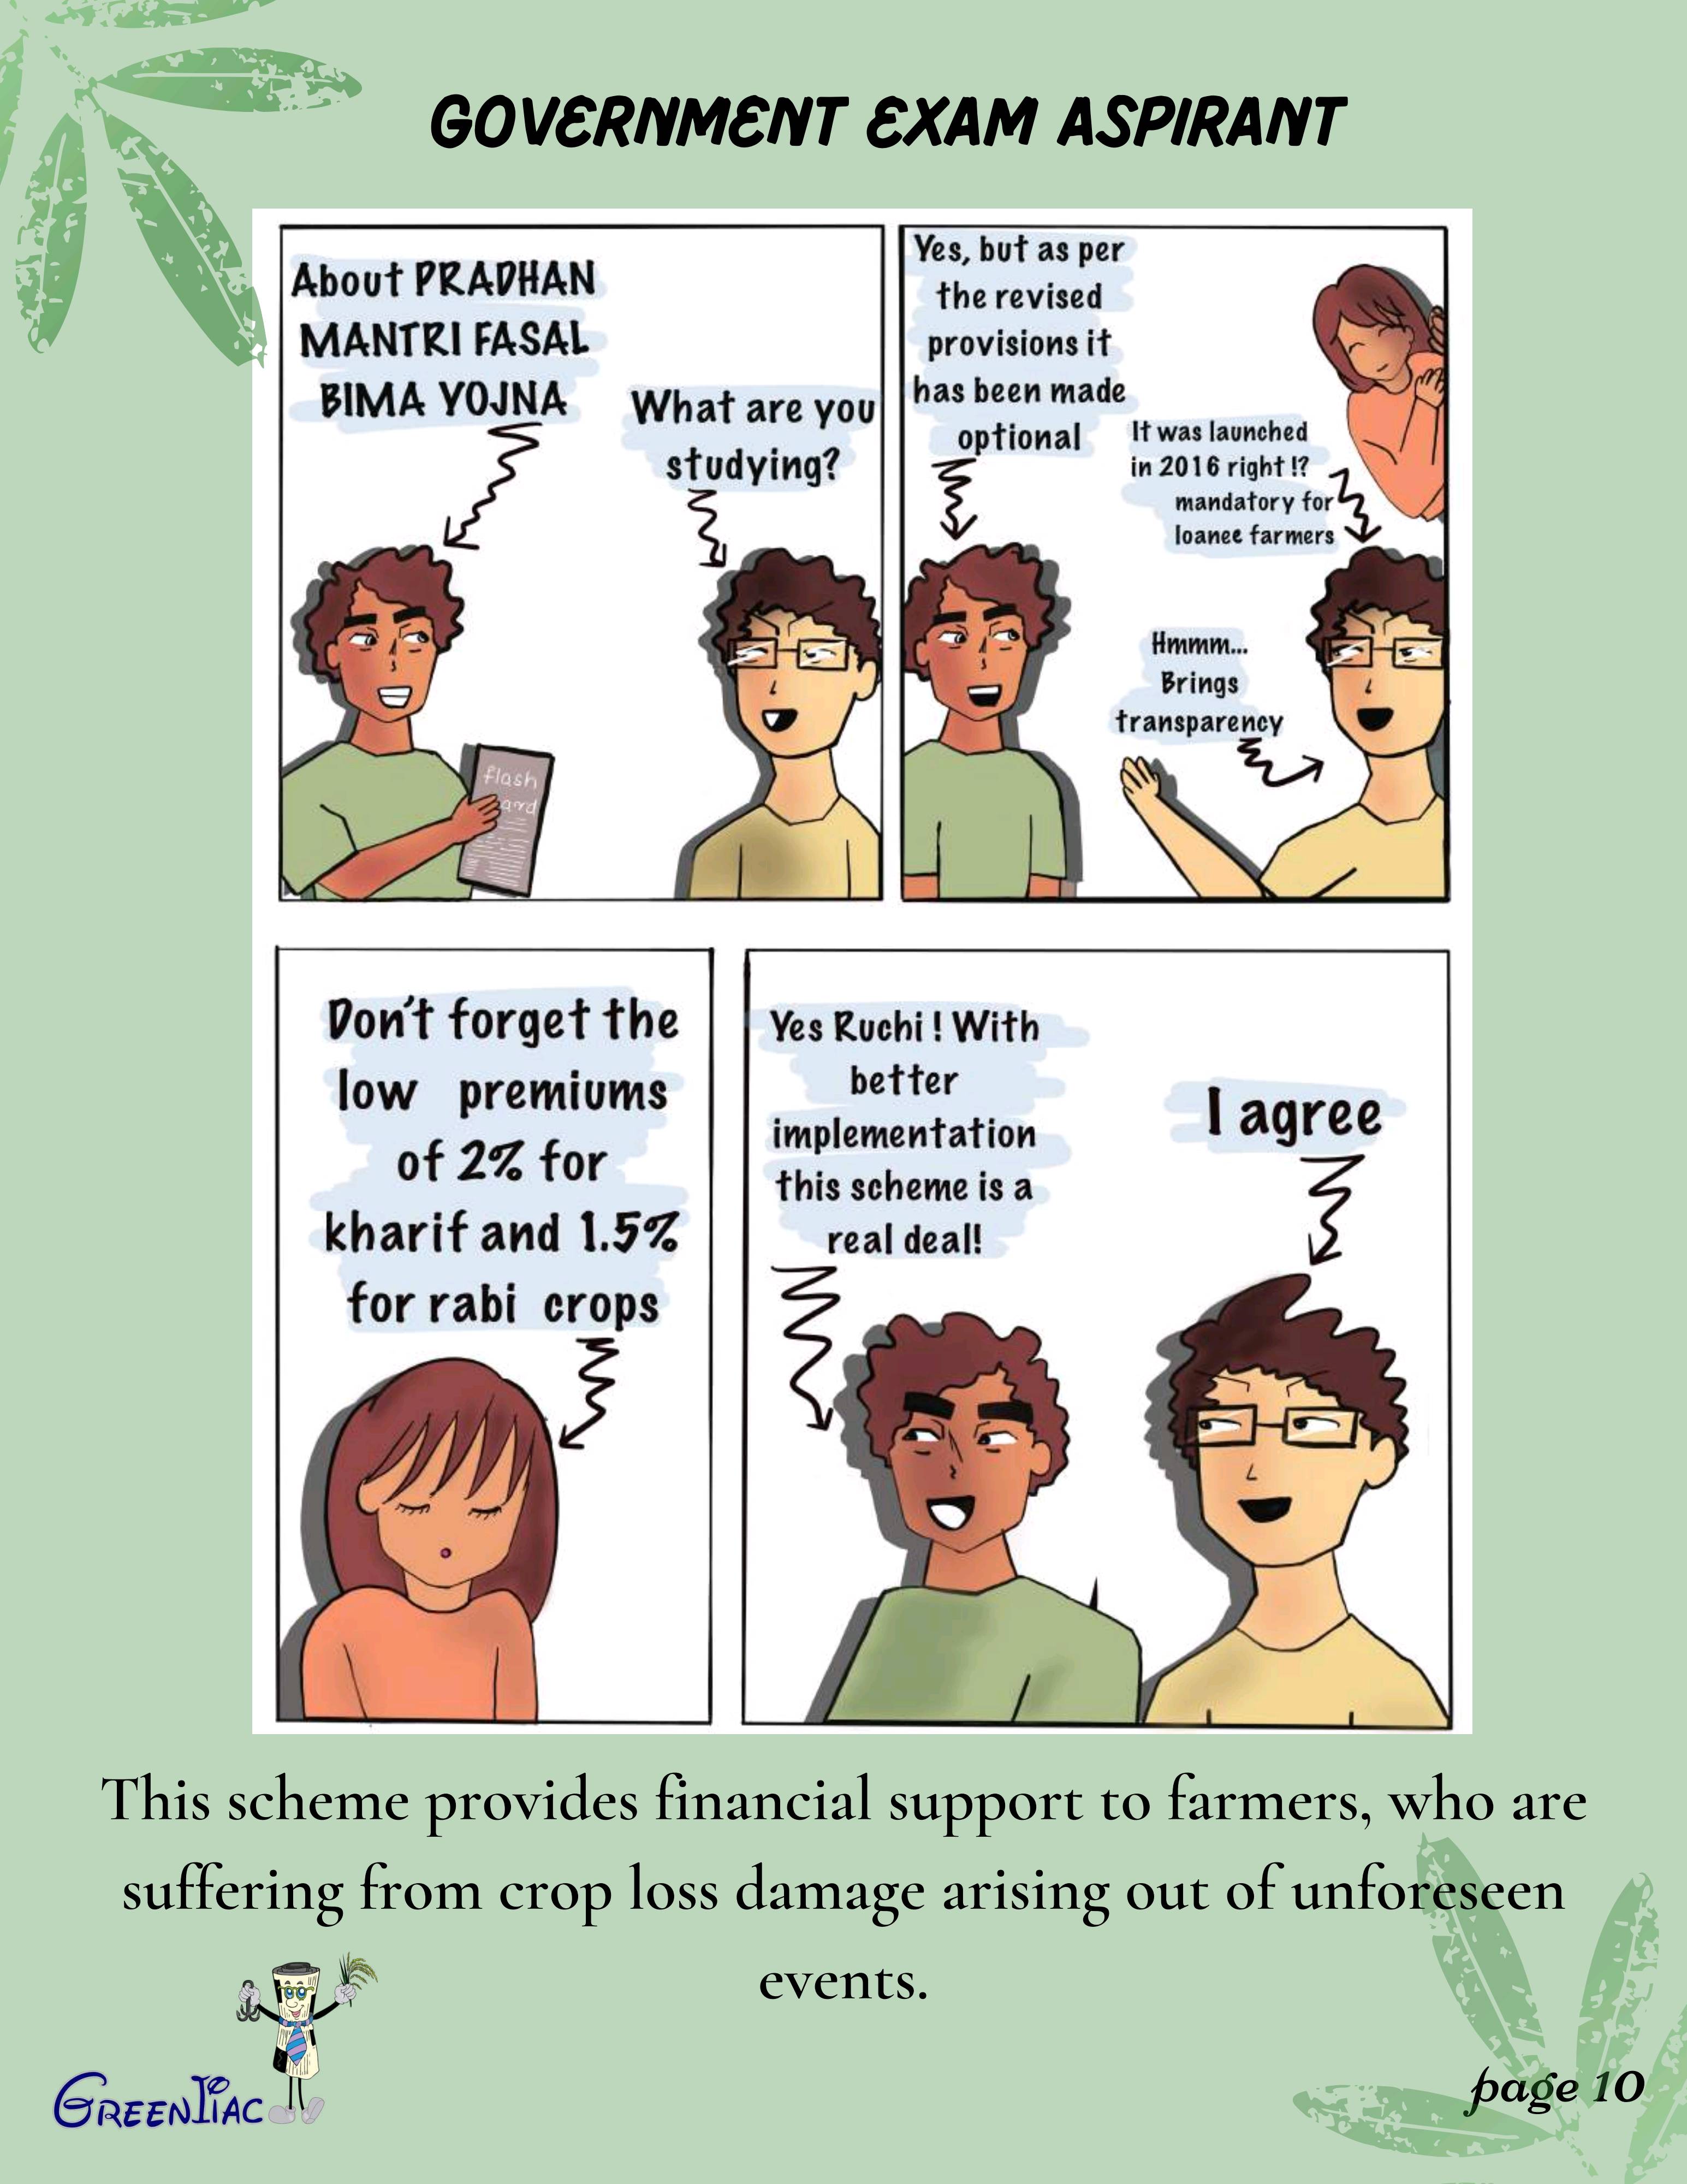 GOVERNMENT EXAM ASPIRANT
About PRADHAN
MANTRI FASAL
BIMA YOJNA
What are you
studying?
flash
card
Yes, but as per
the revised
provisions it
has been made
optional
It was launched
in 2016 right !?
mandatory for
loanee farmers
Hmmm...
Brings
transparency
Don't forget the
low premiums
of 2% for
kharif and 1.5%
for rabi crops
Yes Ruchi ! With
better
implementation
this scheme is a
real deal!
I agree
This scheme provides financial support to farmers, who are
suffering from crop loss damage arising out of unforeseen
events.
GREENIIAC
page 10